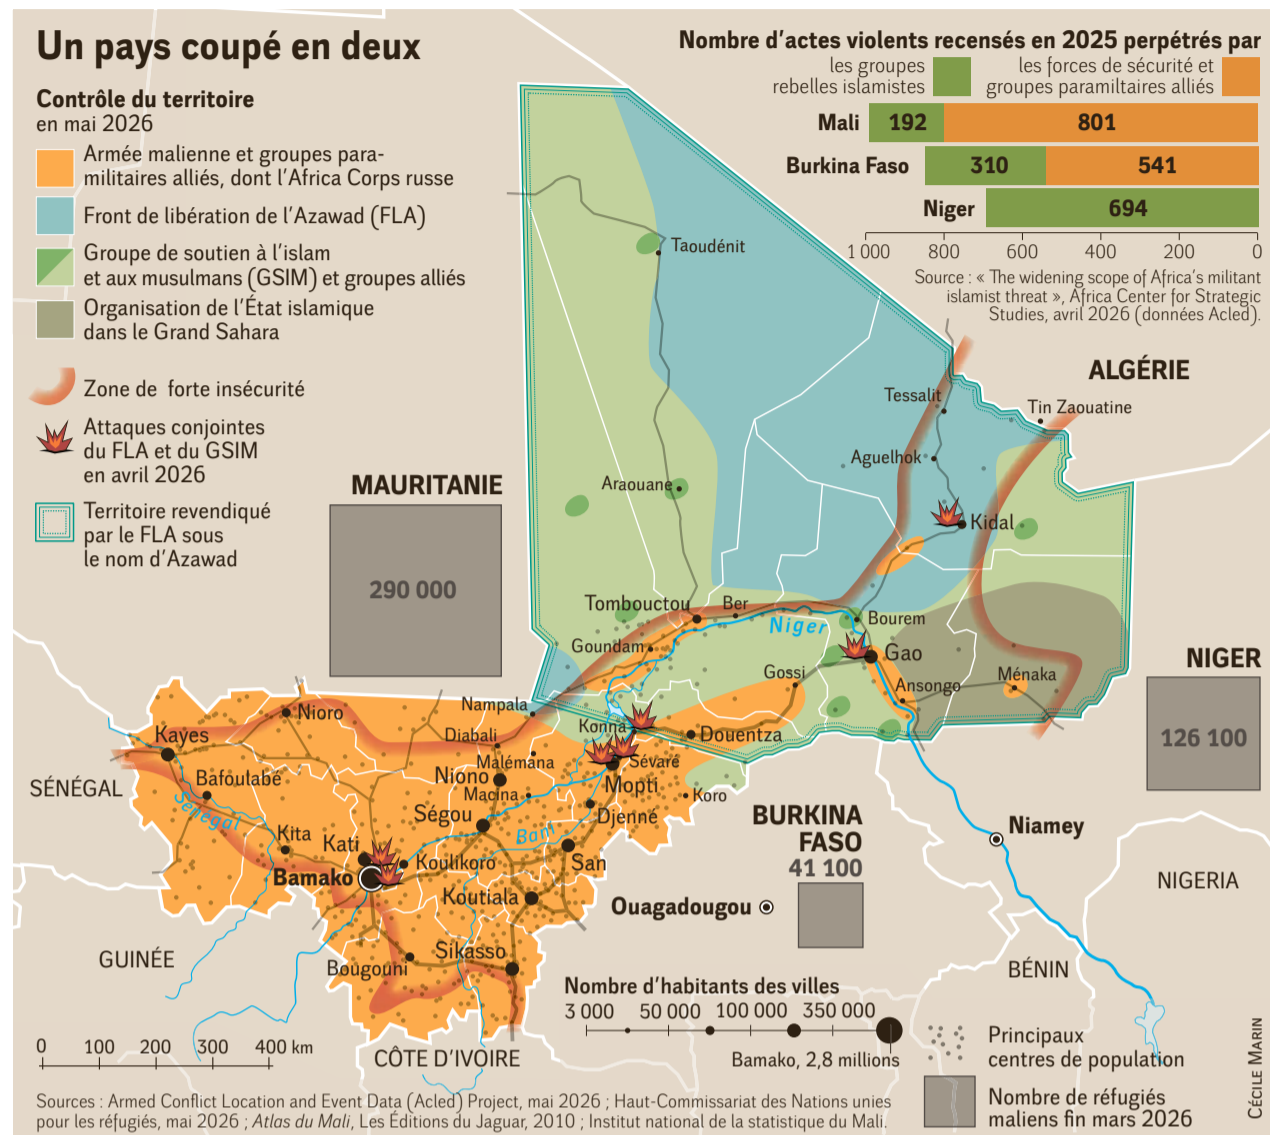 Un pays coupé en deux
Contrôle du territoire
en mai 2026
Armée malienne et groupes para-
militaires alliés, dont l’Africa Corps russe
Front de libération de l’Azawad (FLA)
Groupe de soutien à l’islam
et aux musulmans (GSIM) et groupes alliés
Organisation de l’État islamique
dans le Grand Sahara
Zone de forte insécurité
Attaques conjointes
du FLA et du GSIM
en avril 2026
Territoire revendiqué
par le FLA sous
le nom d’Azawad
Nombre d’actes violents recensés en 2025 perpétrés par
les groupes
rebelles islamistes
les forces de sécurité et
groupes paramiltaires alliés
Mali 192 801
Burkina Faso 310 541
Niger 694
1 000 800 600 400 200 0
Source : « The widening scope of Africa’s militant
islamist threat », Africa Center for Strategic
Studies, avril 2026 (données Acled).
Taoudénit
ALGÉRIE
Tessalit
Tin Zaouatine
Aguelhok
MAURITANIE
Araouane
Kidal
290 000
Tombouctou
Ber
Niger
Bourem
Goundam
Gao
NIGER
Gossi
Ansongo
Ménaka
Nampala
Nioro
Konna
126 100
Kayes
Diabali
Douentza
Malémana
Sévaré
Bafoulabé
Niono
Mopti
SÉNÉGAL
Macina
Koro
Sénégal
Ségou
Djenné
BURKINA
FASO
Niamey
Kita
Kati
Bani
41 100
Koulikoro
San
Bamako
NIGERIA
Koutiala
Ouagadougou
GUINÉE
Sikasso
BÉNIN
Bougouni
Nombre d’habitants des villes
3 000 50 000 100 000 350 000
Bamako, 2,8 millions
Principaux
centres de population
Nombre de réfugiés
maliens fin mars 2026
0 100 200 300 400 km
CÔTE D’IVOIRE
Sources : Armed Conflict Location and Event Data (Acled) Project, mai 2026 ; Haut-Commissariat des Nations unies
pour les réfugiés, mai 2026 ; Atlas du Mali, Les Éditions du Jaguar, 2010 ; Institut national de la statistique du Mali.
CÉCILE MARIN